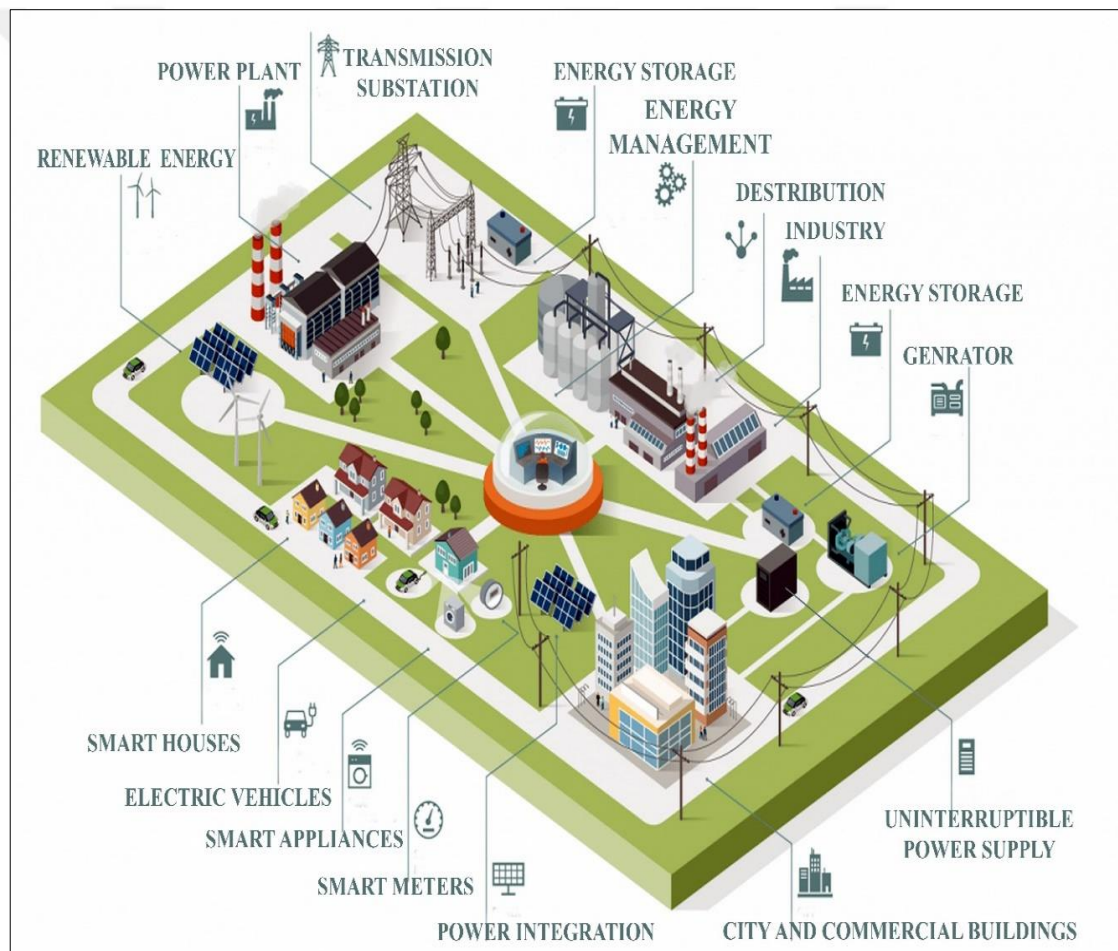 TRANSMISSION
SUBSTATION
POWER PLANT
ENERGY STORAGE
ENERGY
MANAGEMENT
RENEWABLE ENERGY
DESTRIBUTION
INDUSTRY
ENERGY STORAGE
GENRATOR
SMART HOUSES
ELECTRIC VEHICLES
SMART APPLIANCES
SMART METERS
POWER INTEGRATION
UNINTERRUPTIBLE
POWER SUPPLY
CITY AND COMMERCIAL BUILDINGS